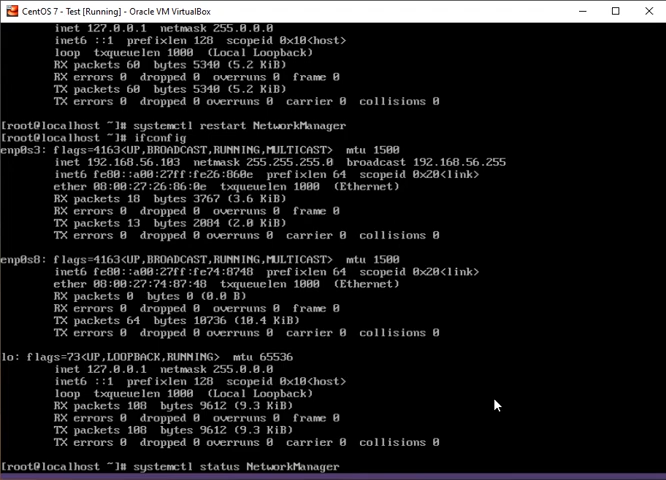 CentOS 7 - Test [Running] - Oracle VM VirtualBox
inet 127.0.0.1 netmask 255.0.0.0
inet6 ::1 prefixlen 128 scopeid 0x10<host>
loop txqueuelen 1000 (Local Loopback)
RX packets 60 bytes 5340 (5.2 KiB)
RX errors 0 dropped 0 overruns 0 frame 0
TX packets 60 bytes 5340 (5.2 KiB)
TX errors 0 dropped 0 overruns 0 carrier 0 collisions 0
[root@localhost ~]# systemctl restart NetworkManager
[root@localhost ~]# ifconfig
enp0s3: flags=4163<UP,BROADCAST,RUNNING,MULTICAST> mtu 1500
inet 192.168.56.103 netmask 255.255.255.0 broadcast 192.168.56.255
inet6 fe80::a00:27ff:fe26:860e prefixlen 64 scopeid 0x20<link>
ether 08:00:27:26:86:0e txqueuelen 1000 (Ethernet)
RX packets 18 bytes 3767 (3.6 KiB)
RX errors 0 dropped 0 overruns 0 frame 0
TX packets 13 bytes 2084 (2.0 KiB)
TX errors 0 dropped 0 overruns 0 carrier 0 collisions 0
enp0s8: flags=4163<UP,BROADCAST,RUNNING,MULTICAST> mtu 1500
inet6 fe80::a00:27ff:fe74:8748 prefixlen 64 scopeid 0x20<link>
ether 08:00:27:74:87:48 txqueuelen 1000 (Ethernet)
RX packets 0 bytes 0 (0.0 B)
RX errors 0 dropped 0 overruns 0 frame 0
TX packets 64 bytes 10736 (10.4 KiB)
TX errors 0 dropped 0 overruns 0 carrier 0 collisions 0
lo: flags=73<UP,LOOPBACK,RUNNING> mtu 65536
inet 127.0.0.1 netmask 255.0.0.0
inet6 ::1 prefixlen 128 scopeid 0x10<host>
loop txqueuelen 1000 (Local Loopback)
RX packets 108 bytes 9612 (9.3 KiB)
RX errors 0 dropped 0 overruns 0 frame 0
TX packets 108 bytes 9612 (9.3 KiB)
TX errors 0 dropped 0 overruns 0 carrier 0 collisions 0
[root@localhost ~]# systemctl status NetworkManager